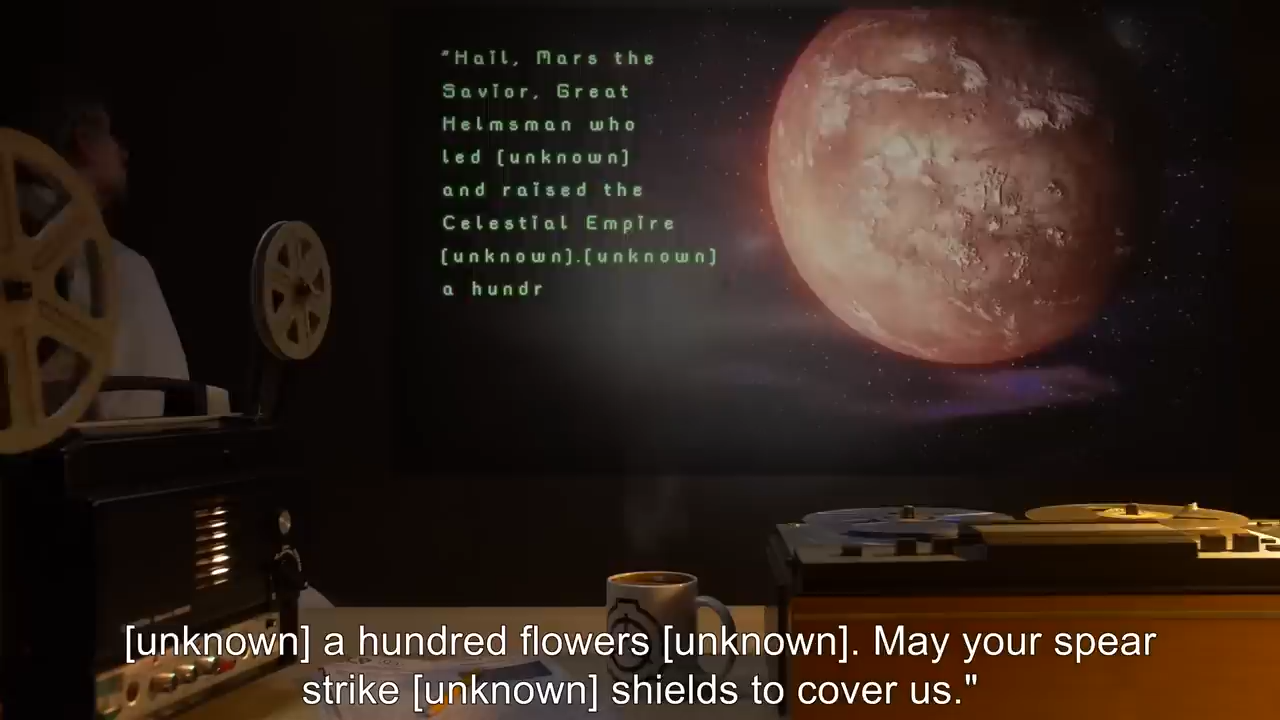 "Hail, Mars the
Savior, Great
Helmsman who
led [unknown]
and raised the
Celestial Empire
[unknown].[unknown]
a hundr
[unknown] a hundred flowers [unknown]. May your spear
strike [unknown] shields to cover us."